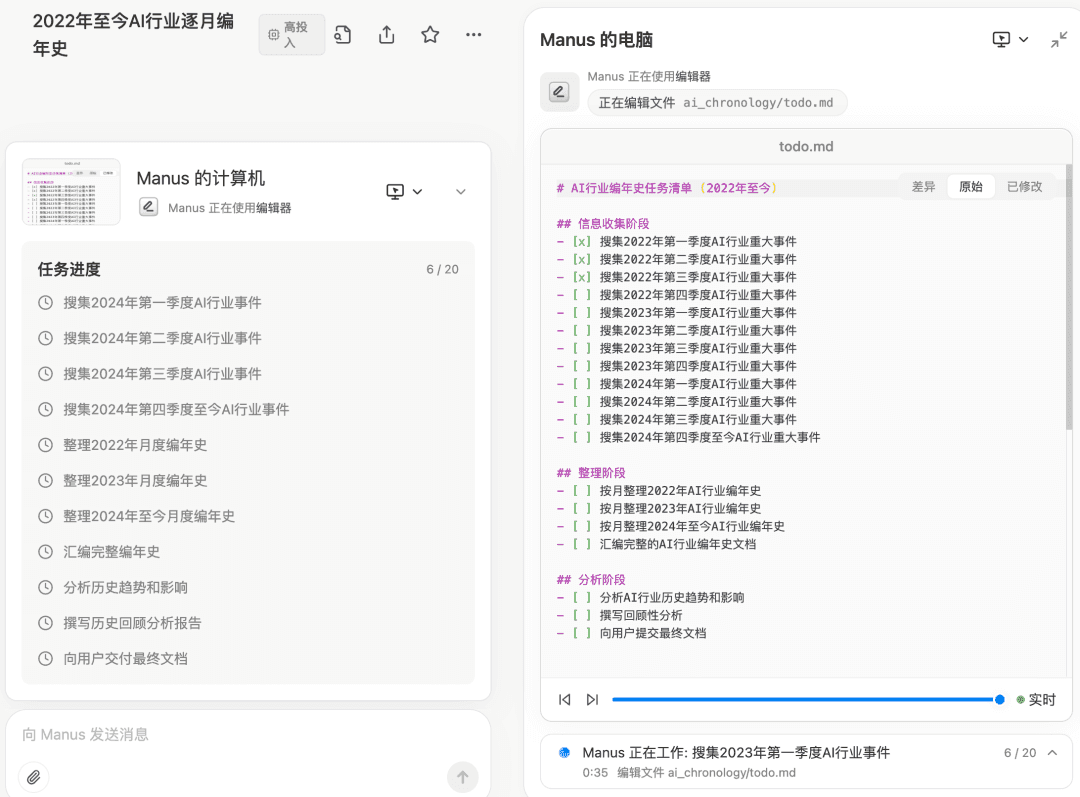 2022年至今AI行业逐月编
年史
高投
入
Manus 的计算机
Manus 正在使用编辑器
任务进度
6 / 20
搜集2024年第一季度AI行业事件
搜集2024年第二季度AI行业事件
搜集2024年第三季度AI行业事件
搜集2024年第四季度至今AI行业事件
整理2022年月度编年史
整理2023年月度编年史
整理2024年至今月度编年史
汇编完整编年史
分析历史趋势和影响
撰写历史回顾分析报告
向用户交付最终文档
向 Manus 发送消息
Manus 的电脑
Manus 正在使用编辑器
正在编辑文件 ai_chronology/todo.md
todo.md
差异 原始 已修改
# AI行业编年史任务清单 (2022年至今)
## 信息收集阶段
- [x] 搜集2022年第一季度AI行业重大事件
- [x] 搜集2022年第二季度AI行业重大事件
- [x] 搜集2022年第三季度AI行业重大事件
- [ ] 搜集2022年第四季度AI行业重大事件
- [ ] 搜集2023年第一季度AI行业重大事件
- [ ] 搜集2023年第二季度AI行业重大事件
- [ ] 搜集2023年第三季度AI行业重大事件
- [ ] 搜集2023年第四季度AI行业重大事件
- [ ] 搜集2024年第一季度AI行业重大事件
- [ ] 搜集2024年第二季度AI行业重大事件
- [ ] 搜集2024年第三季度AI行业重大事件
- [ ] 搜集2024年第四季度至今AI行业重大事件
## 整理阶段
- [ ] 按月整理2022年AI行业编年史
- [ ] 按月整理2023年AI行业编年史
- [ ] 按月整理2024年至今AI行业编年史
- [ ] 汇编完整的AI行业编年史文档
## 分析阶段
- [ ] 分析AI行业历史趋势和影响
- [ ] 撰写回顾性分析
- [ ] 向用户提交最终文档
实时
Manus 正在工作: 搜集2023年第一季度AI行业事件
6 / 20
0:35 编辑文件 ai_chronology/todo.md